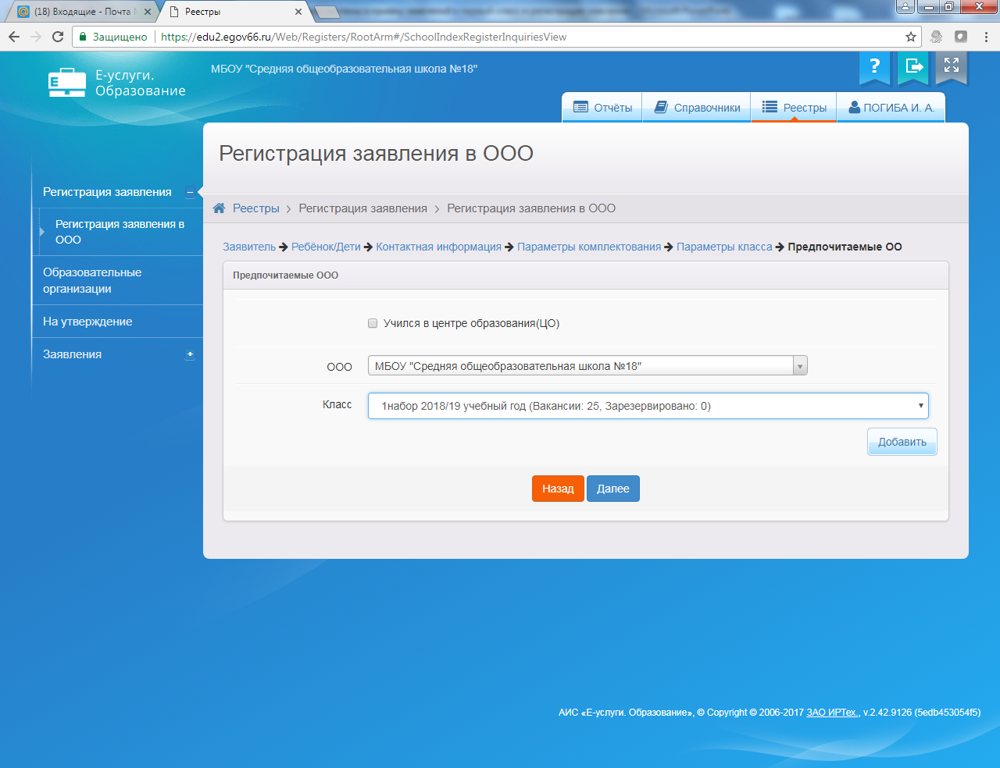 (18) Входящие - Почта
Реестры
Защищено
https://edu2.egov66.ru/Web/Registers/RootArm#/SchoolIndexRegisterInquiriesView
Е-услуги.
Образование
МБОУ "Средняя общеобразовательная школа №18"
?
Отчёты
Справочники
Реестры
ПОГИБА И. А.
Регистрация заявления в ООО
Регистрация заявления
Регистрация заявления в
ООО
Образовательные
организации
На утверждение
Заявления
Реестры > Регистрация заявления > Регистрация заявления в ООО
Заявитель → Ребёнок/Дети → Контактная информация → Параметры комплектования → Параметры класса → Предпочитаемые ОО
Предпочитаемые ООО
Учился в центре образования(ЦО)
ООО
МБОУ "Средняя общеобразовательная школа №18"
Класс
1набор 2018/19 учебный год (Вакансии: 25, Зарезервировано: 0)
Добавить
Назад
Далее
АИС «Е-услуги. Образование», © Copyright © 2006-2017 ЗАО ИРТех., v.2.42.9126 (5edb453054f5)